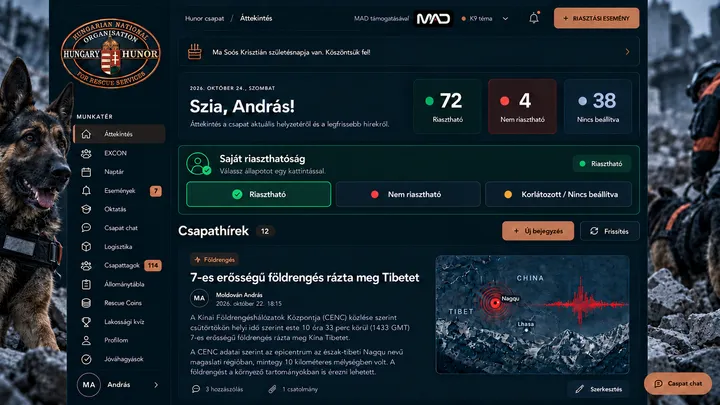 HUNGARIAN NATIONAL
ORGANISATION
HUNGARY HUNOR
FOR RESCUE SERVICES
MUNKATÉR
Áttekintés
EXCON
Naptár
Események 7
Oktatás
Csapat chat
Logisztika
Csapattagok 114
Állománytábla
Rescue Coins
Lakossági kvíz
Profilom
Jóváhagyások
MA András
Hunor csapat / Áttekintés
MAD támogatásával MAD K9 téma
+ RIASZTÁSI ESEMÉNY
Ma Soós Krisztián születésnapja van. Köszöntsük fel!
2026. OKTÓBER 24., SZOMBAT
Szia, András!
Áttekintés a csapat aktuális helyzetéről és a legfrissebb hírekről.
72
Riasztható
4
Nem riasztható
38
Nincs beállítva
Saját riaszthatóság
Válassz állapotot egy kattintással.
Riasztható
Riasztható
Nem riasztható
Korlátozott / Nincs beállítva
Csapathírek 12
+ Új bejegyzés
Frissítés
Földrengés
7-es erősségű földrengés rázta meg Tibetet
MA Moldován András
2026. október 22. 18:15
A Kínai Földrengéshálózatok Központja (CENC) közlése szerint
csütörtökön helyi idő szerint este 10 óra 33 perc körül (1433 GMT)
7-es erősségű földrengés rázta meg Kína Tibetet.
A CENC adatai szerint az epicentrum az észak-tibeti Nagqu nevű
magaslati régióban, mintegy 10 kilométeres mélységben volt. A
földrengést a környező tartományokban is érezni lehetett.
3 hozzászólás
1 csatolmány
CHINA
TIBET
Nagqu
Lhasa
Szerkesztés
Csapat chat